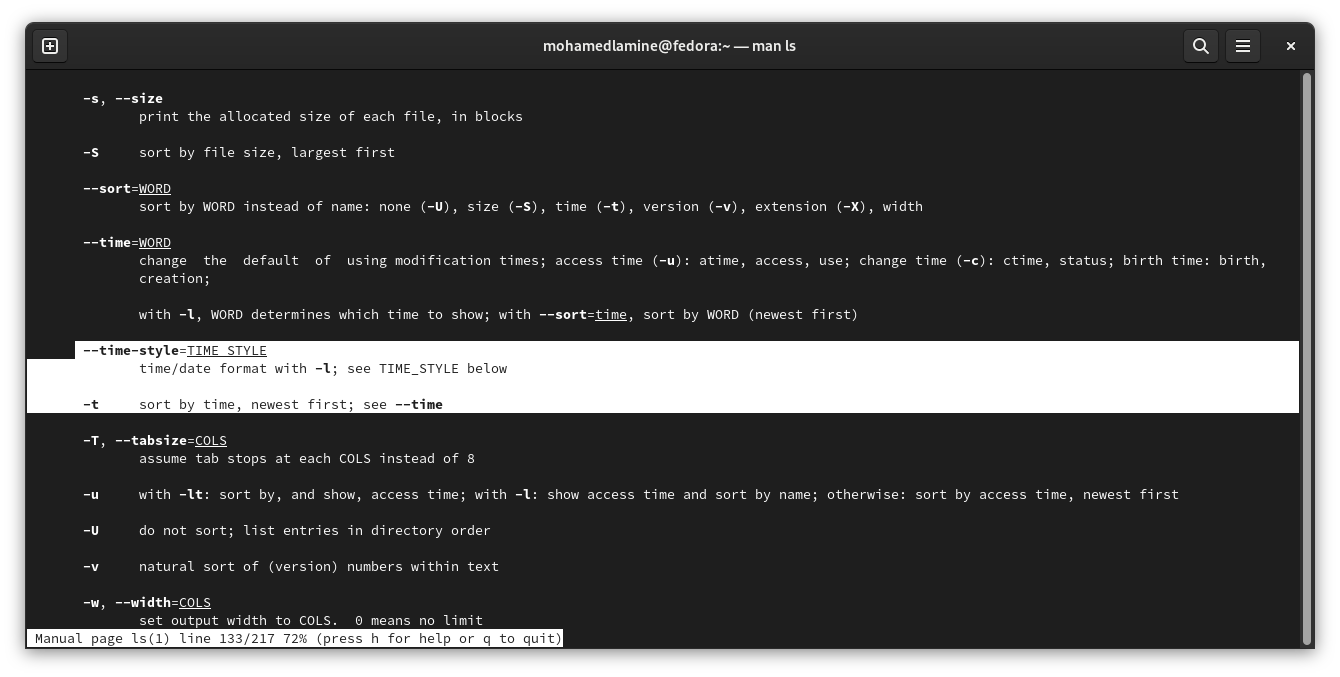 mohamedlamine@fedora:~ — man ls
-s, --size
print the allocated size of each file, in blocks
-S     sort by file size, largest first
--sort=WORD
sort by WORD instead of name: none (-U), size (-S), time (-t), version (-v), extension (-X), width
--time=WORD
change  the  default  of  using modification times; access time (-u): atime, access, use; change time (-c): ctime, status; birth time: birth,
creation;
with -l, WORD determines which time to show; with --sort=time, sort by WORD (newest first)
--time-style=TIME_STYLE
time/date format with -l; see TIME_STYLE below
-t     sort by time, newest first; see --time
-T, --tabsize=COLS
assume tab stops at each COLS instead of 8
-u     with -lt: sort by, and show, access time; with -l: show access time and sort by name; otherwise: sort by access time, newest first
-U     do not sort; list entries in directory order
-v     natural sort of (version) numbers within text
-w, --width=COLS
set output width to COLS.  0 means no limit
Manual page ls(1) line 133/217 72% (press h for help or q to quit)